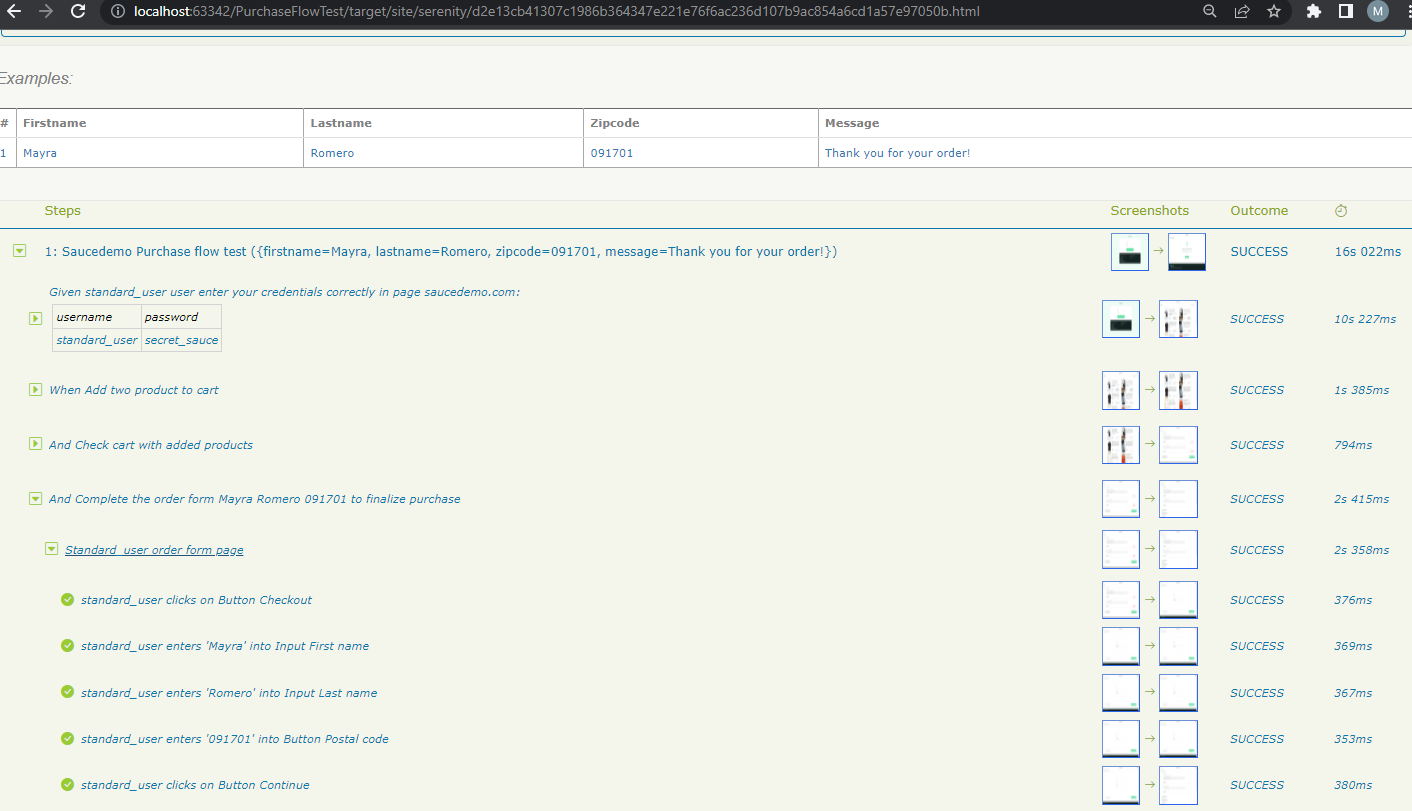 localhost:63342/PurchaseFlowTest/target/site/serenity/d2e13cb41307c1986b364347e221e76f6ac236d107b9ac854a6cd1a57e97050b.html M
Examples:
# Firstname Lastname Zipcode Message
1 Mayra Romero 091701 Thank you for your order!
Steps Screenshots Outcome
1: Saucedemo Purchase flow test ({firstname=Mayra, lastname=Romero, zipcode=091701, message=Thank you for your order!}) SUCCESS 16s 022ms
Given standard_user user enter your credentials correctly in page saucedemo.com:
username password
SUCCESS 10s 227ms
standard_user secret_sauce
When Add two product to cart SUCCESS 1s 385ms
And Check cart with added products SUCCESS 794ms
And Complete the order form Mayra Romero 091701 to finalize purchase SUCCESS 2s 415ms
Standard_user order form page SUCCESS 2s 358ms
standard_user clicks on Button Checkout SUCCESS 376ms
standard_user enters 'Mayra' into Input First name SUCCESS 369ms
standard_user enters 'Romero' into Input Last name SUCCESS 367ms
standard_user enters '091701' into Button Postal code SUCCESS 353ms
standard_user clicks on Button Continue SUCCESS 380ms